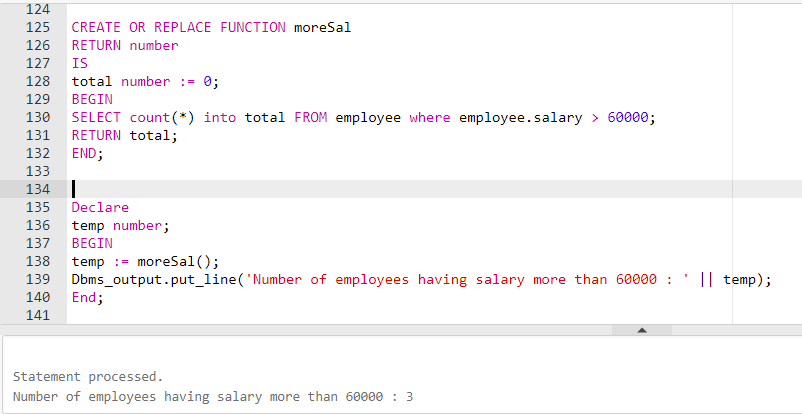 124
125 CREATE OR REPLACE FUNCTION moreSal
126 RETURN number
127 IS
128 total number := 0;
129 BEGIN
130 SELECT count(*) into total FROM employee where employee.salary > 60000;
131 RETURN total;
132 END;
133
134
135 Declare
136 temp number;
137 BEGIN
138 temp := moreSal();
139 Dbms_output.put_line('Number of employees having salary more than 60000 : ' || temp);
140 End;
141
Statement processed.
Number of employees having salary more than 60000 : 3